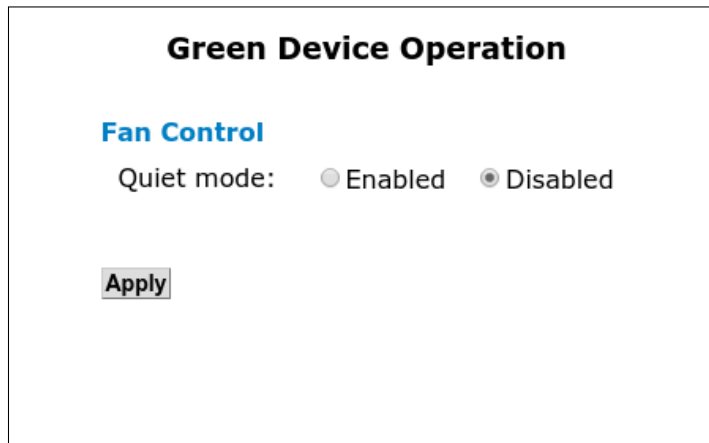 Green Device Operation
Fan Control
Quiet mode: Enabled Disabled
Apply